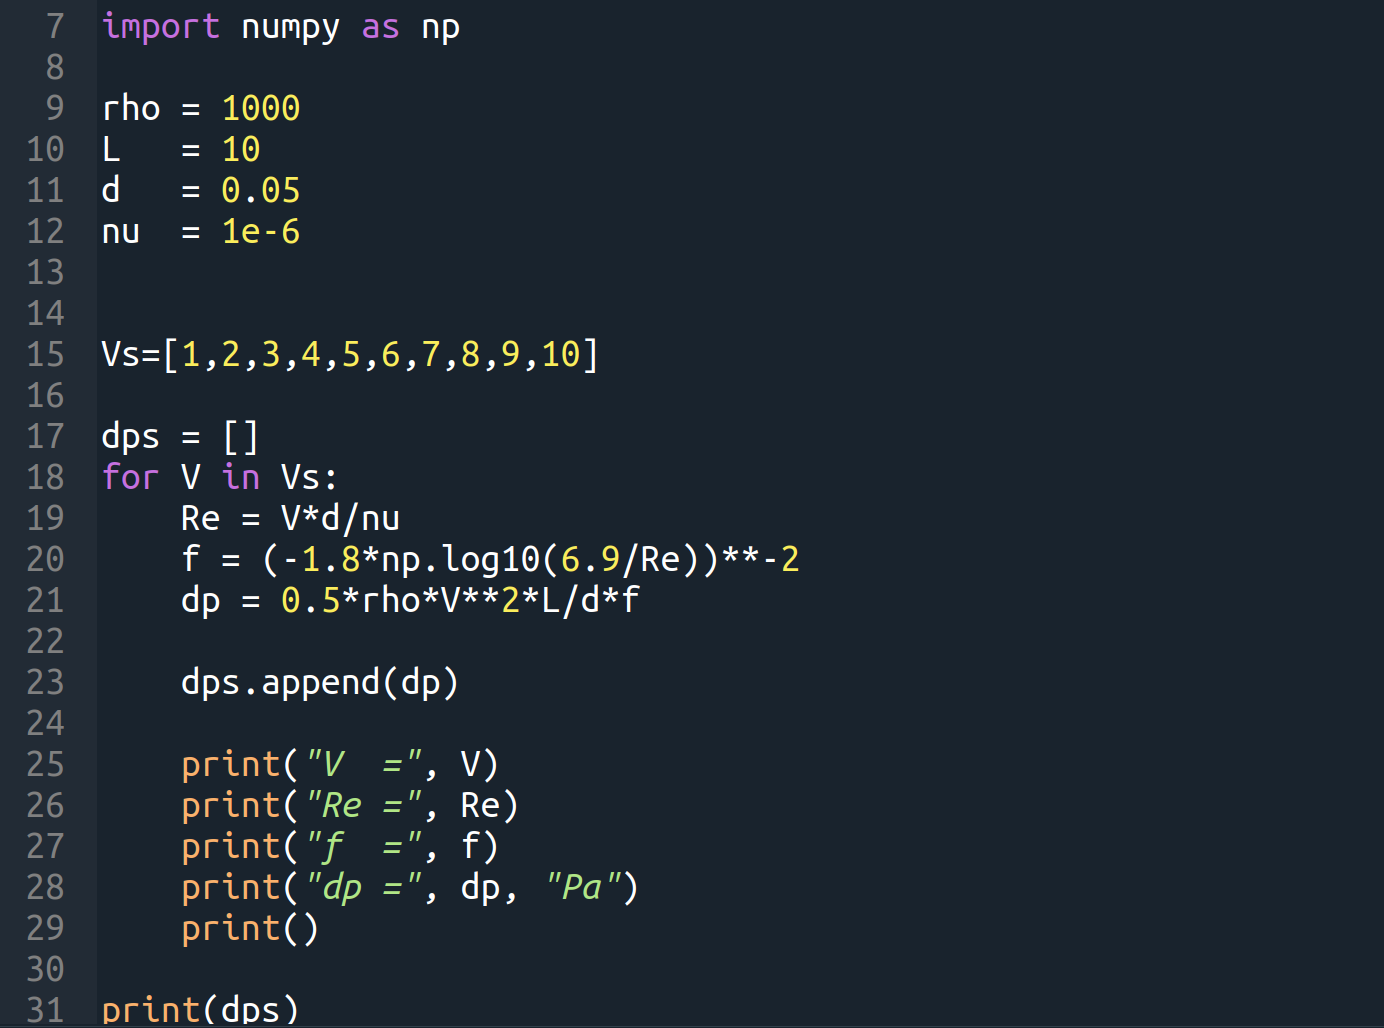 7 import numpy as np
8
9 rho = 1000
10 L   = 10
11 d   = 0.05
12 nu  = 1e-6
13
14
15 Vs=[1,2,3,4,5,6,7,8,9,10]
16
17 dps = []
18 for V in Vs:
19     Re = V*d/nu
20     f = (-1.8*np.log10(6.9/Re))**-2
21     dp = 0.5*rho*V**2*L/d*f
22
23     dps.append(dp)
24
25     print("V  =", V)
26     print("Re =", Re)
27     print("f  =", f)
28     print("dp =", dp, "Pa")
29     print()
30
31 print(dps)